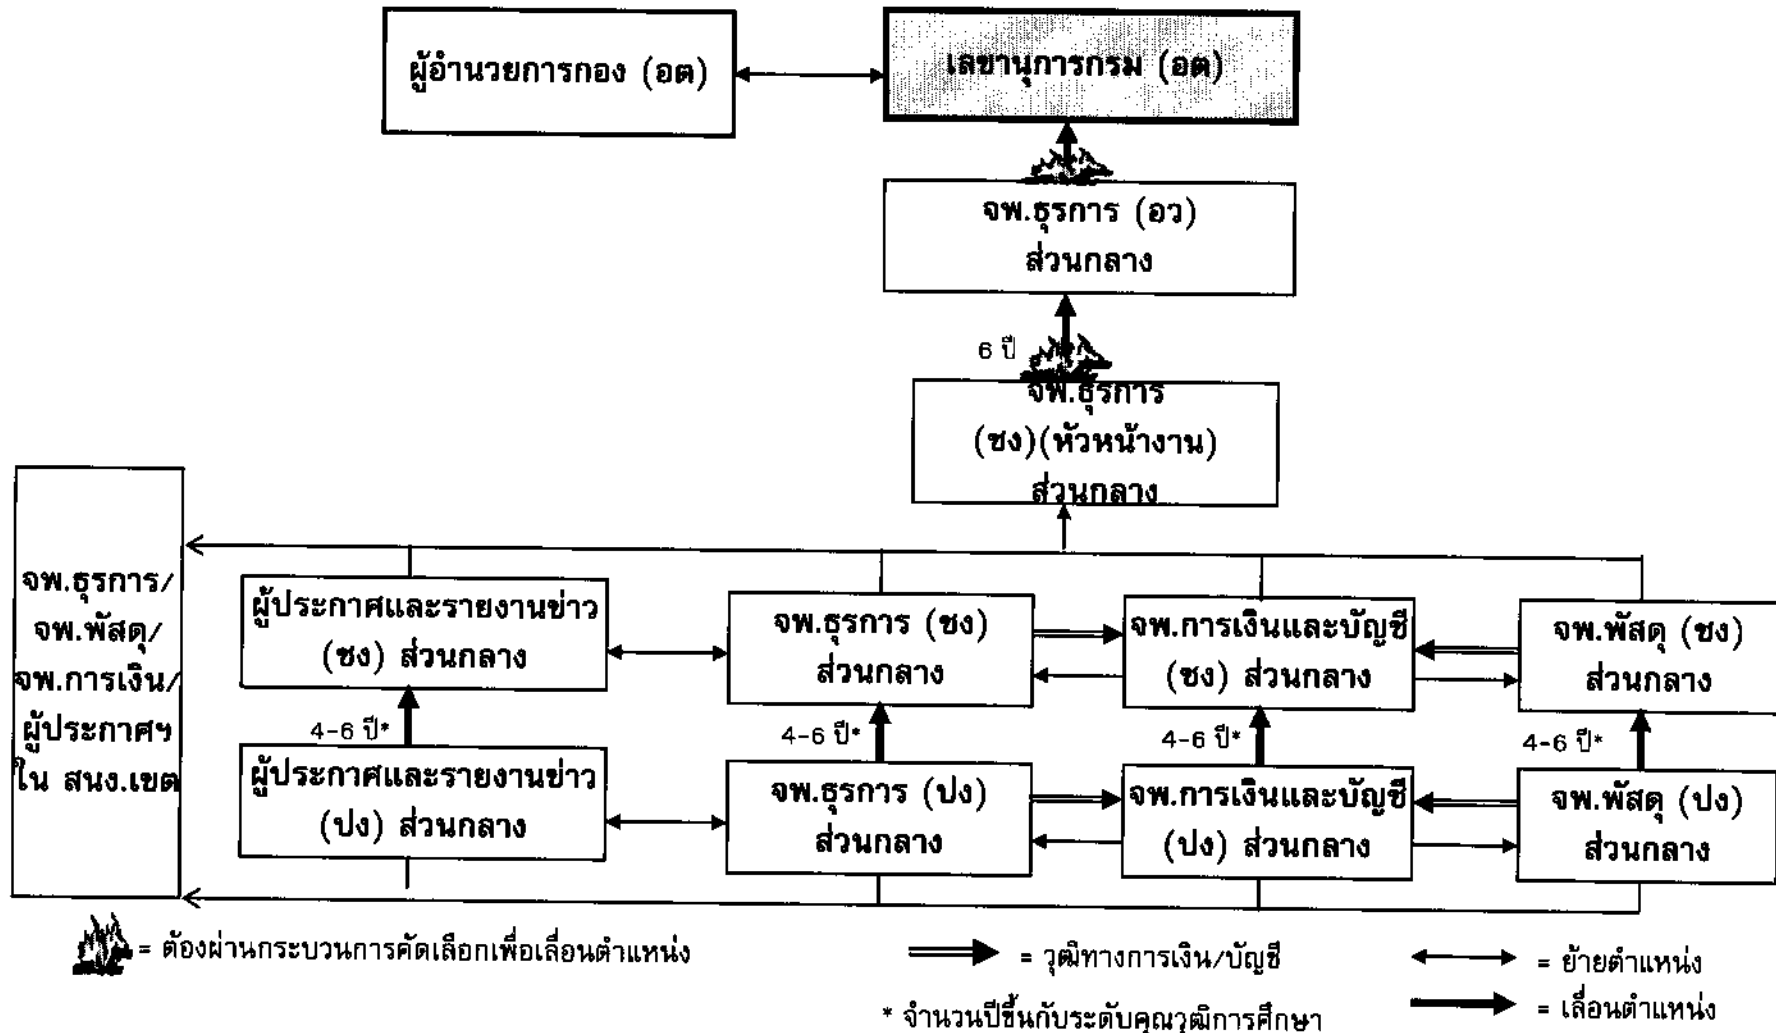 ผู้อำนวยการกอง (อต)
เลขานุการกรม (อต)
จพ.ธุรการ (อว)
ส่วนกลาง
6 ปี
จพ.ธุรการ
(ชง)(หัวหน้างาน)
ส่วนกลาง
จพ.ธุรการ/
จพ.พัสดุ/
จพ.การเงิน/
ผู้ประกาศฯ
ใน สนง.เขต
ผู้ประกาศและรายงานข่าว
(ชง) ส่วนกลาง
จพ.ธุรการ (ชง)
ส่วนกลาง
จพ.การเงินและบัญชี
(ชง) ส่วนกลาง
จพ.พัสดุ (ชง)
ส่วนกลาง
4-6 ปี*
4-6 ปี*
4-6 ปี*
4-6 ปี*
ผู้ประกาศและรายงานข่าว
(ปง) ส่วนกลาง
จพ.ธุรการ (ปง)
ส่วนกลาง
จพ.การเงินและบัญชี
(ปง) ส่วนกลาง
จพ.พัสดุ (ปง)
ส่วนกลาง
= ต้องผ่านกระบวนการคัดเลือกเพื่อเลื่อนตำแหน่ง
= วุฒิทางการเงิน/บัญชี
= ย้ายตำแหน่ง
= เลื่อนตำแหน่ง
* จำนวนปีขึ้นกับระดับคุณวุฒิการศึกษา